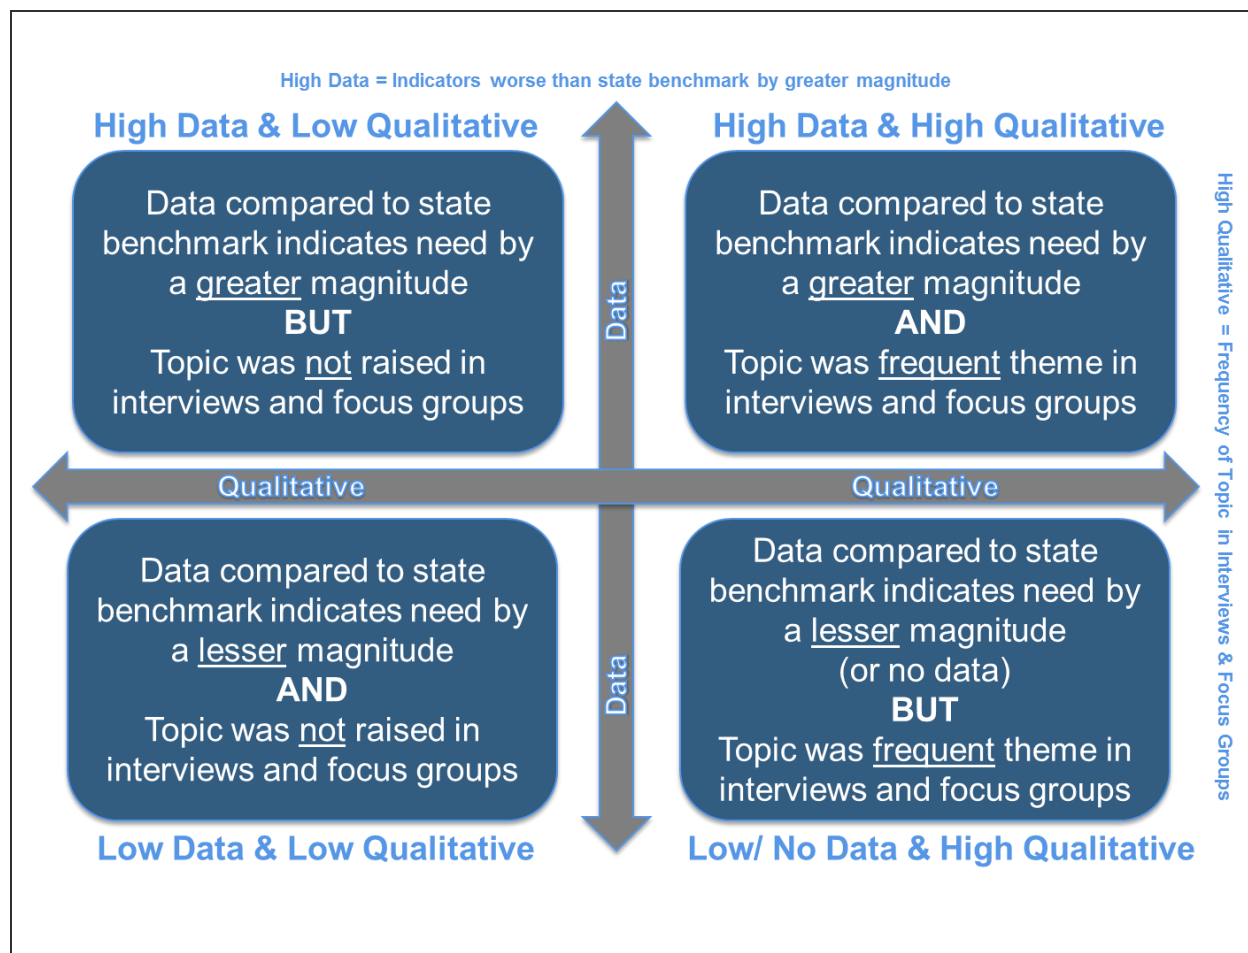 High Data = Indicators worse than state benchmark by greater magnitude
High Data & Low Qualitative
Data compared to state
benchmark indicates need by
a greater magnitude
BUT
Topic was not raised in
interviews and focus groups
High Data & High Qualitative
Data compared to state
benchmark indicates need by
a greater magnitude
AND
Topic was frequent theme in
interviews and focus groups
High Qualitative = Frequency of Topic in Interviews & Focus Groups
Data
Qualitative
Qualitative
Data
Data compared to state
benchmark indicates need by
a lesser magnitude
AND
Topic was not raised in
interviews and focus groups
Low Data & Low Qualitative
Data compared to state
benchmark indicates need by
a lesser magnitude
(or no data)
BUT
Topic was frequent theme in
interviews and focus groups
Low/ No Data & High Qualitative